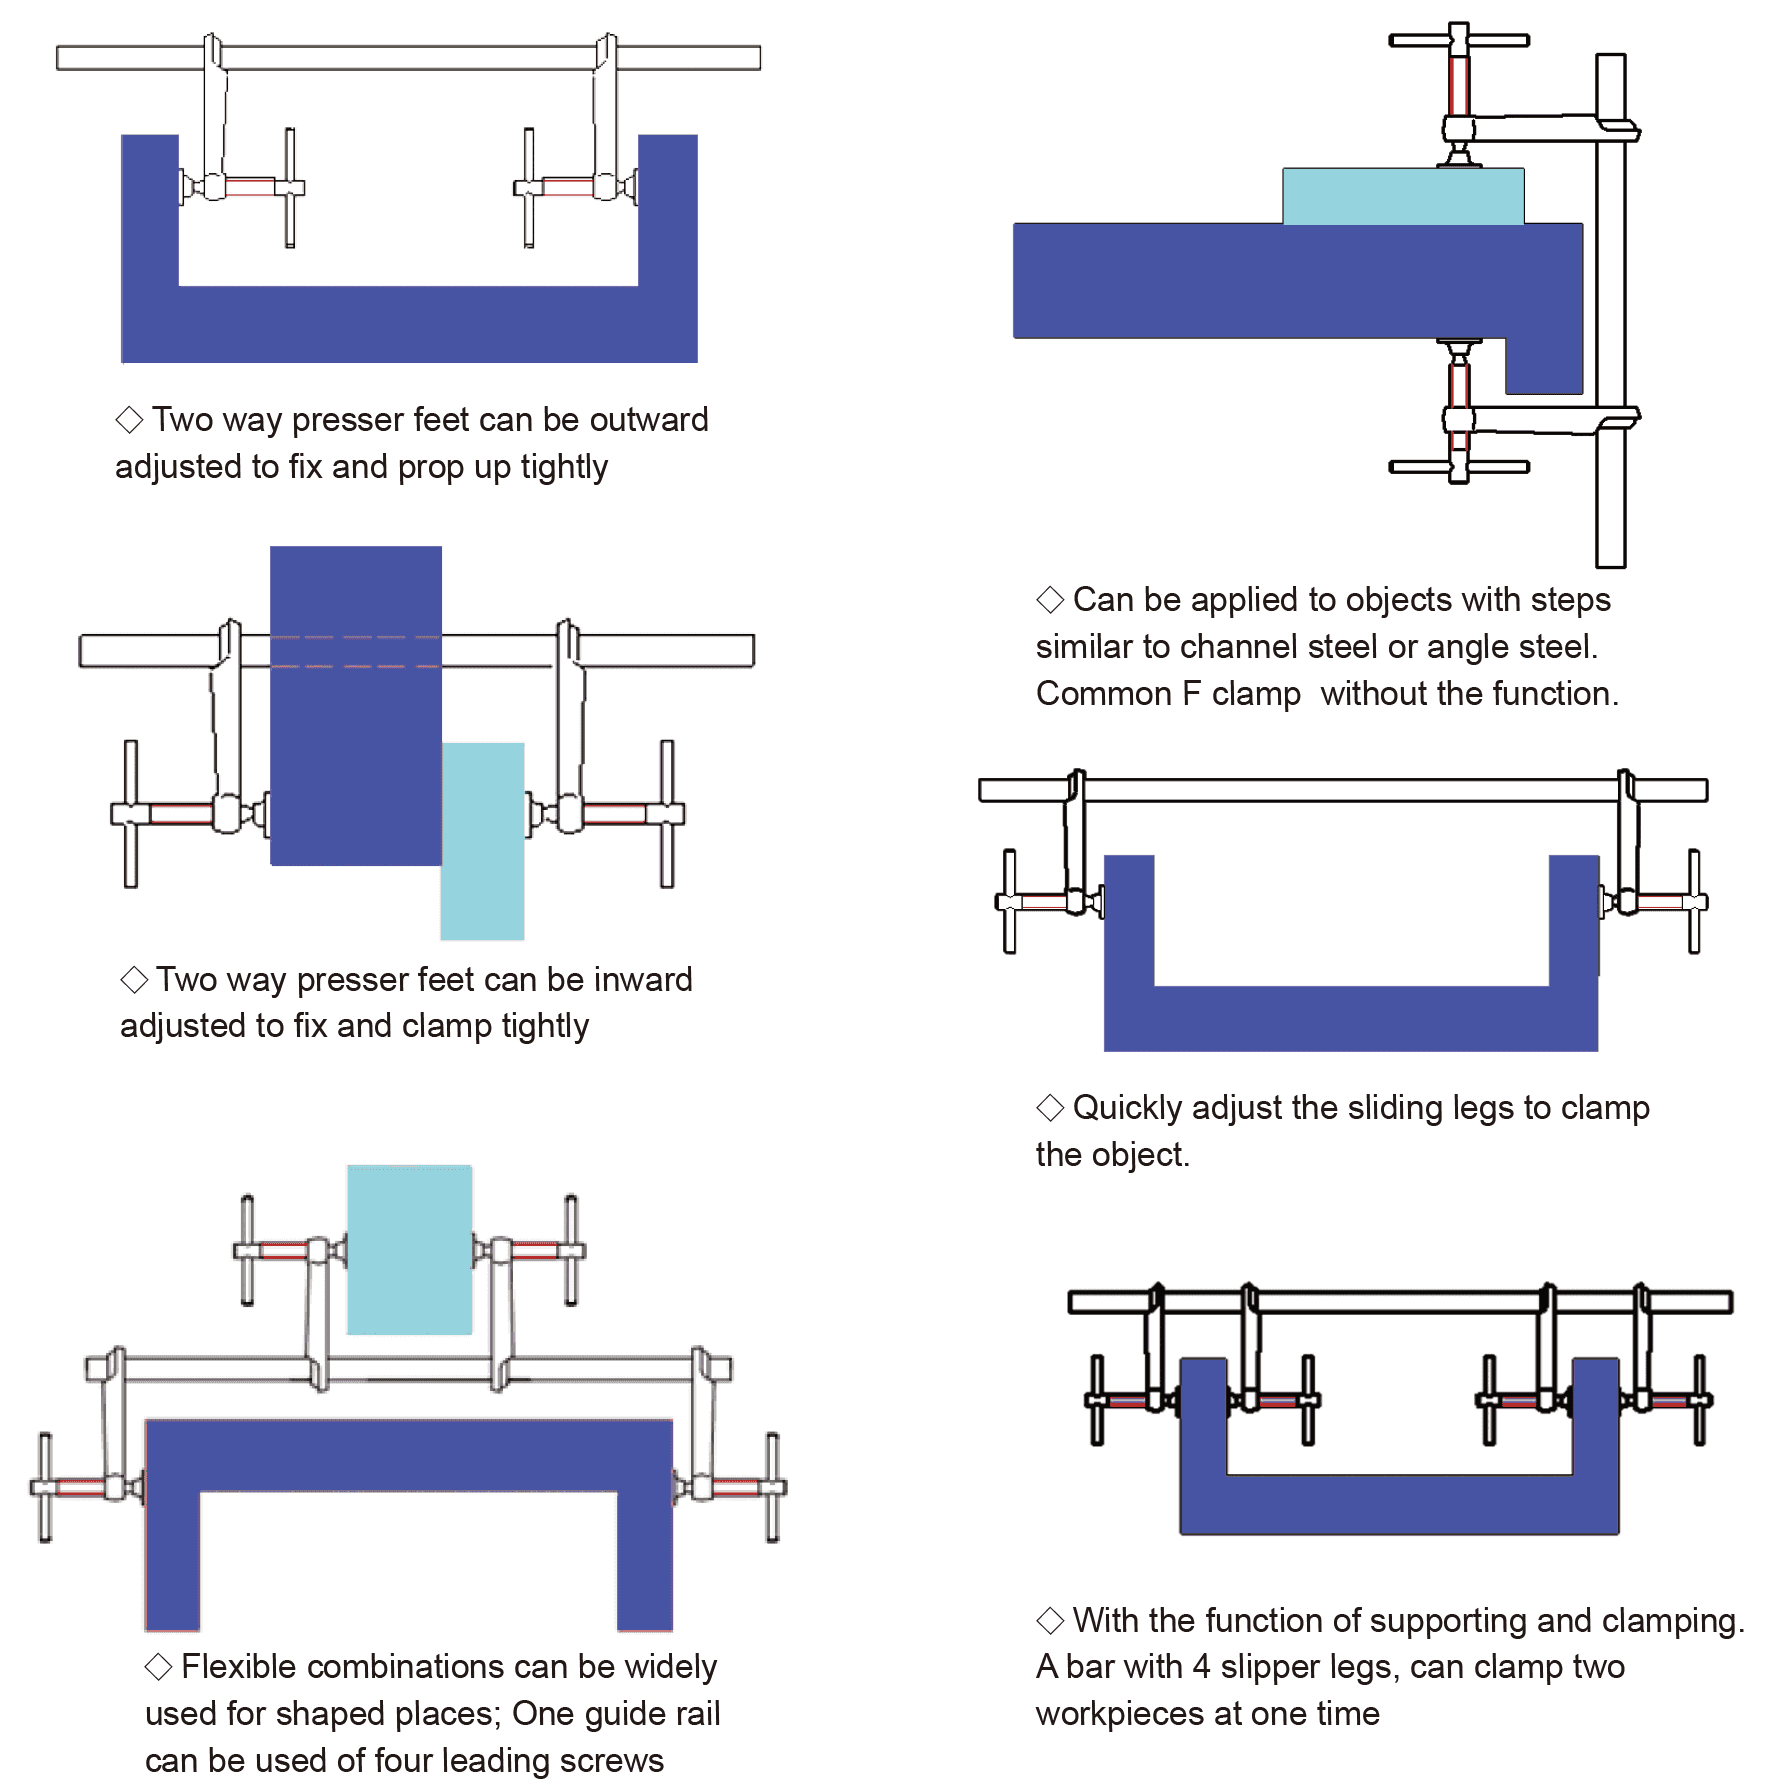 ◇ Two way presser feet can be outward
adjusted to fix and prop up tightly
◇ Two way presser feet can be inward
adjusted to fix and clamp tightly
◇ Flexible combinations can be widely
used for shaped places; One guide rail
can be used of four leading screws
◇ Can be applied to objects with steps
similar to channel steel or angle steel.
Common F clamp  without the function.
◇ Quickly adjust the sliding legs to clamp
the object.
◇ With the function of supporting and clamping.
A bar with 4 slipper legs, can clamp two
workpieces at one time